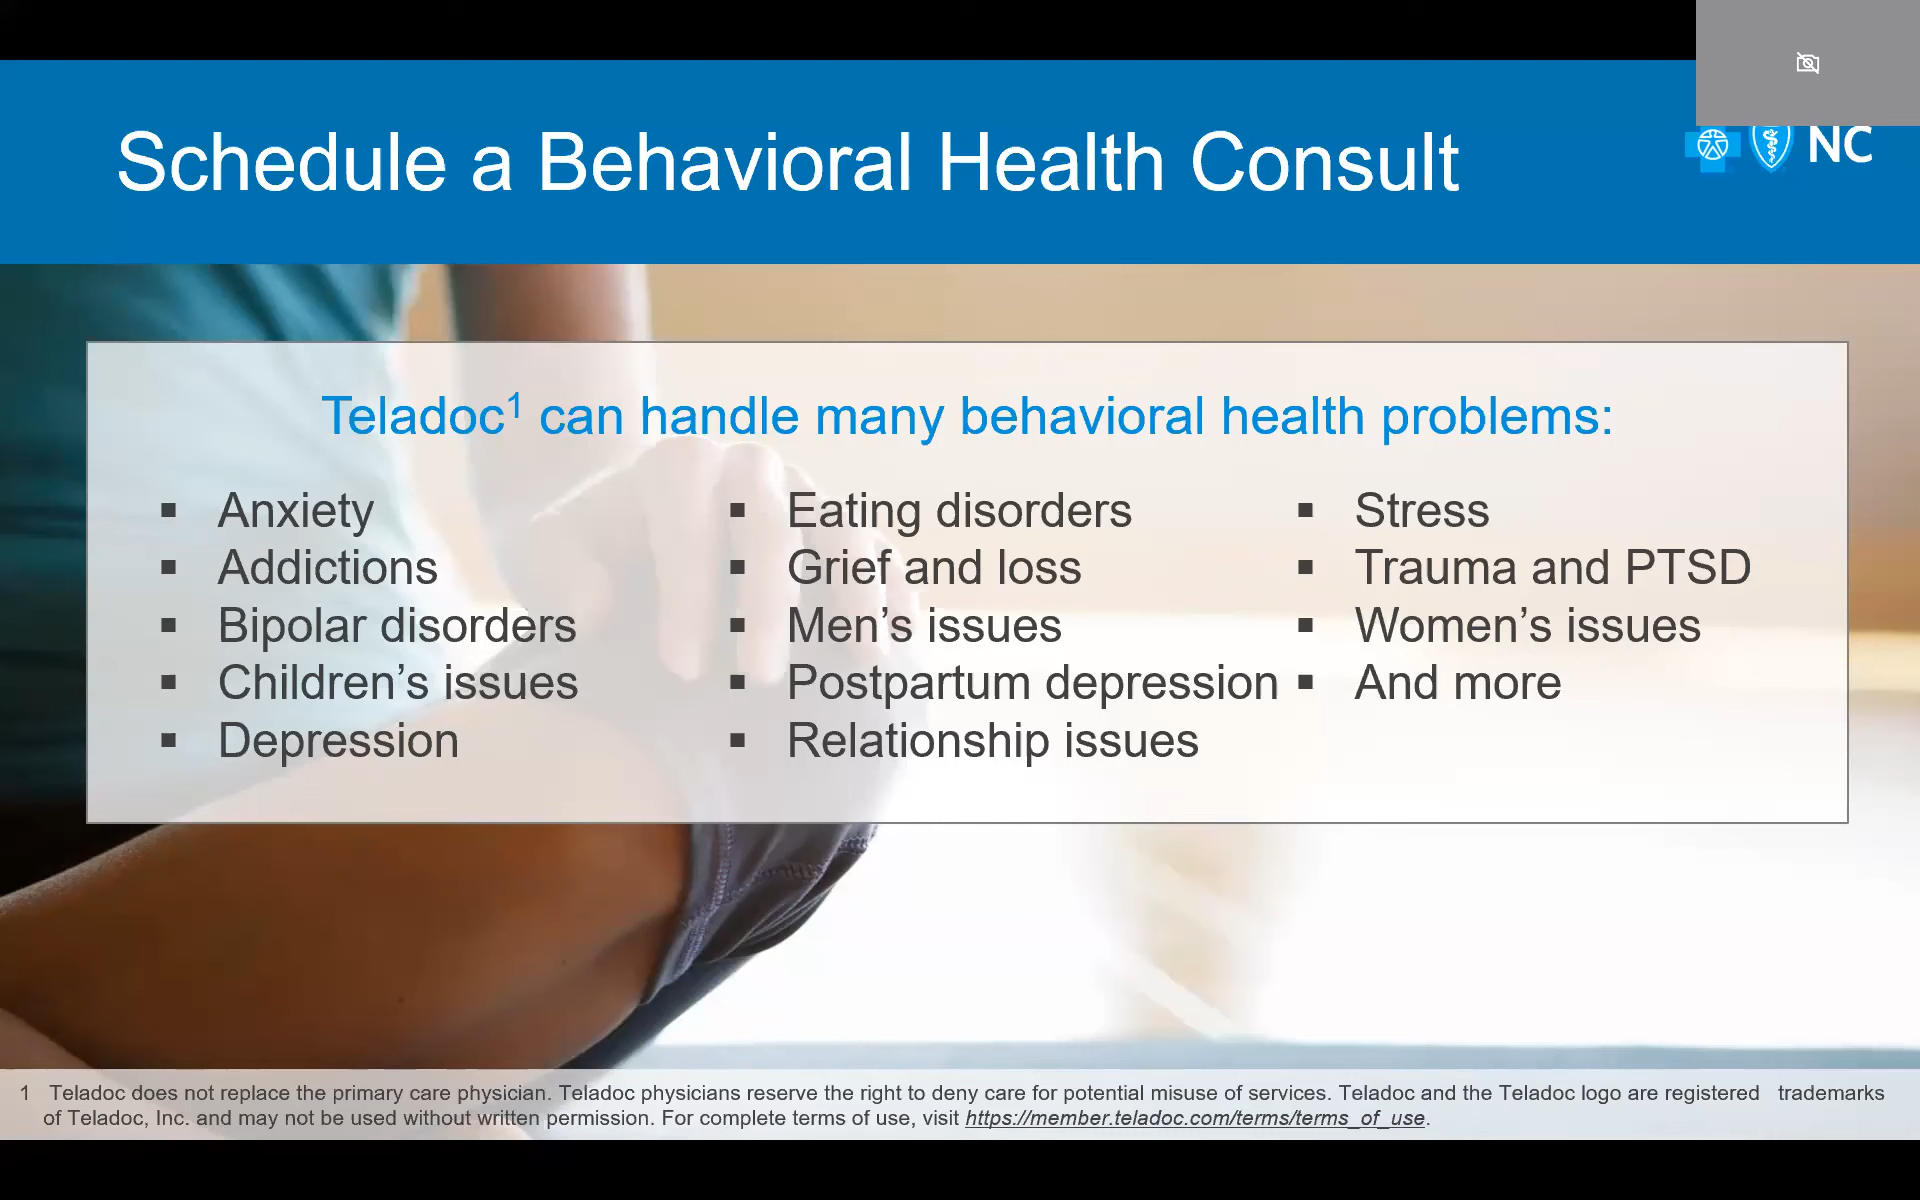 Schedule a Behavioral Health Consult
NC
Teladoc1 can handle many behavioral health problems:
▪ Anxiety
▪ Addictions
▪ Bipolar disorders
▪ Children’s issues
▪ Depression
▪ Eating disorders
▪ Grief and loss
▪ Men’s issues
▪ Postpartum depression
▪ Relationship issues
▪ Stress
▪ Trauma and PTSD
▪ Women’s issues
▪ And more
1 Teladoc does not replace the primary care physician. Teladoc physicians reserve the right to deny care for potential misuse of services. Teladoc and the Teladoc logo are registered trademarks
of Teladoc, Inc. and may not be used without written permission. For complete terms of use, visit https://member.teladoc.com/terms/terms_of_use.